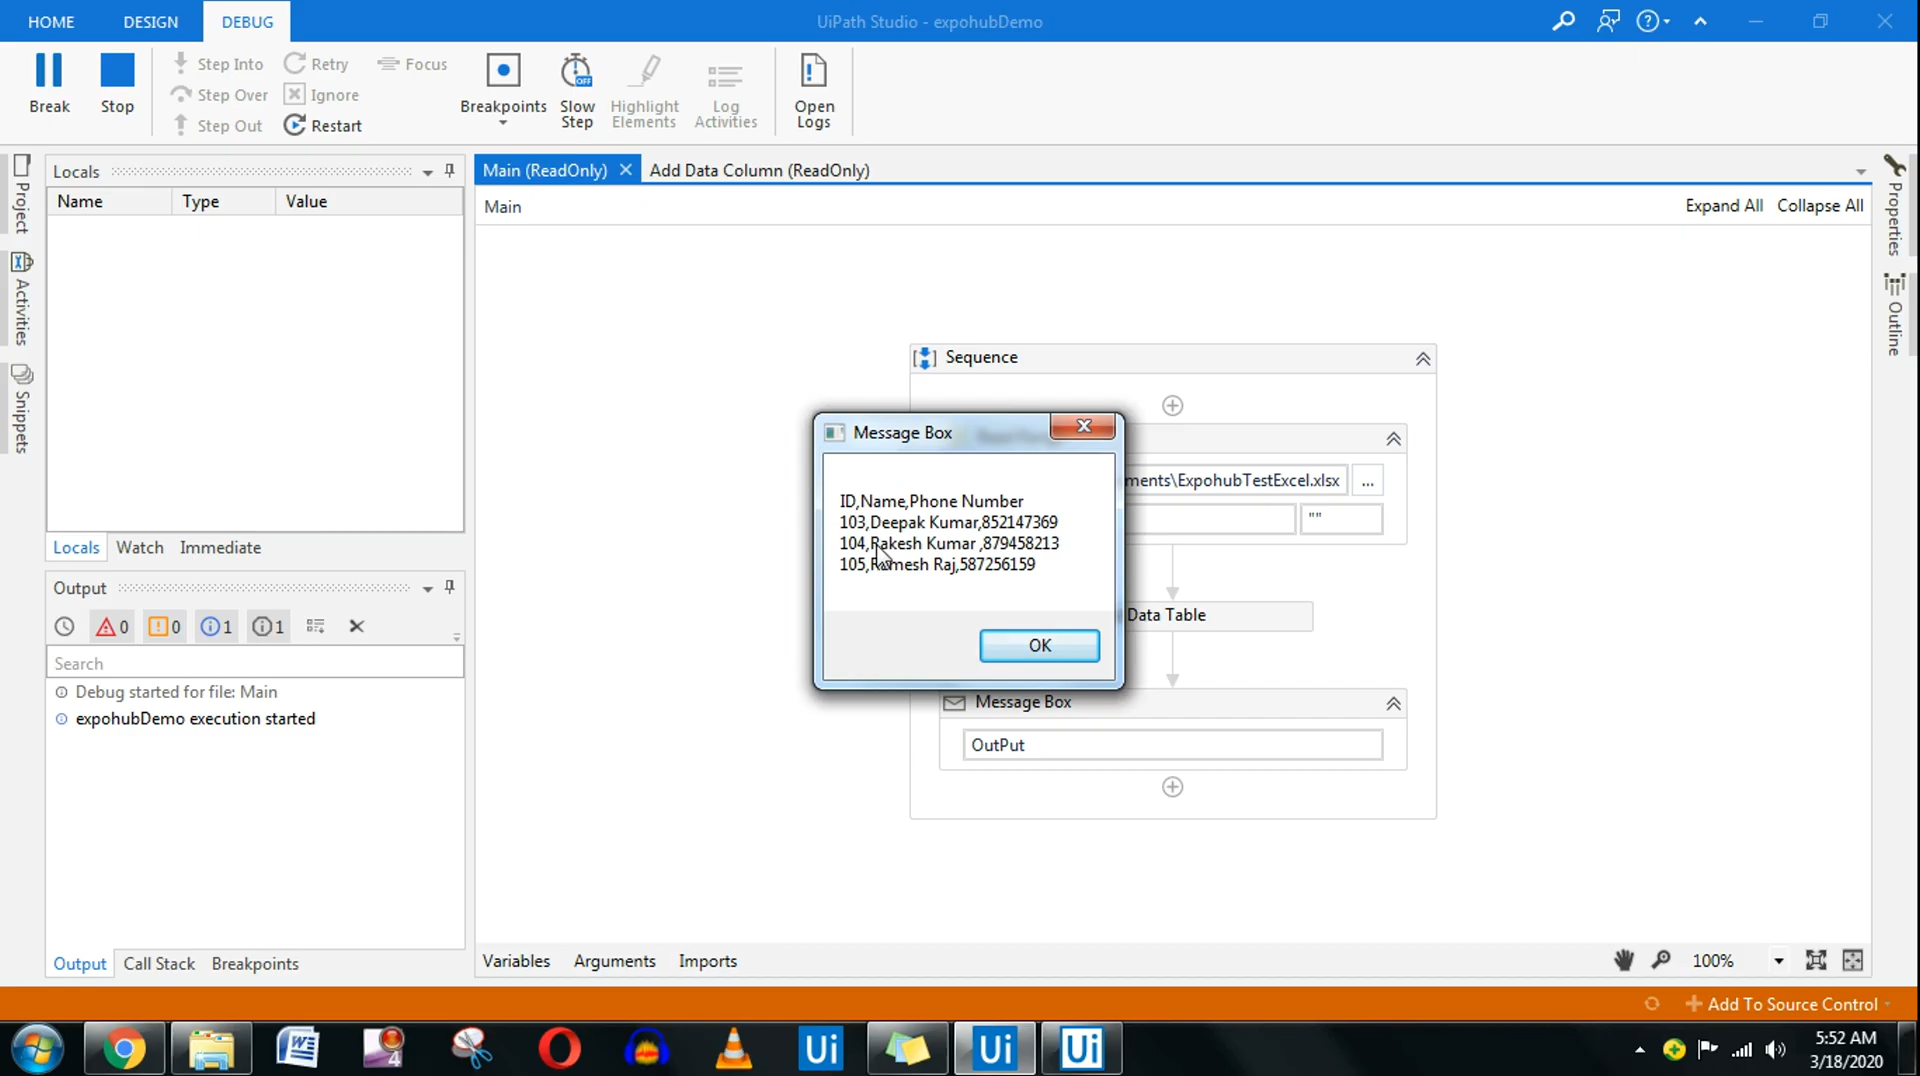 HOME DESIGN DEBUG UiPath Studio - expohubDemo
Break
Stop
Step Into
Step Over
Step Out
Retry
Ignore
Restart
Focus
Breakpoints
Slow
Step
OFF
Highlight
Elements
Log
Activities
Open
Logs
Project
Activities
Snippets
Locals
Name Type Value
Locals Watch Immediate
Output
0 0 1 1
Search
Debug started for file: Main
expohubDemo execution started
Output Call Stack Breakpoints
Main (ReadOnly) Add Data Column (ReadOnly)
Main
Expand All Collapse All
Sequence
ments\ExpohubTestExcel.xlsx ...
""
Data Table
Message Box
OutPut
Message Box
ID,Name,Phone Number
103,Deepak Kumar,852147369
104,Rakesh Kumar ,879458213
105,Ramesh Raj,587256159
OK
Properties
Outline
Variables Arguments Imports
100%
Add To Source Control
4
Ui
Ui
Ui
5:52 AM
3/18/2020